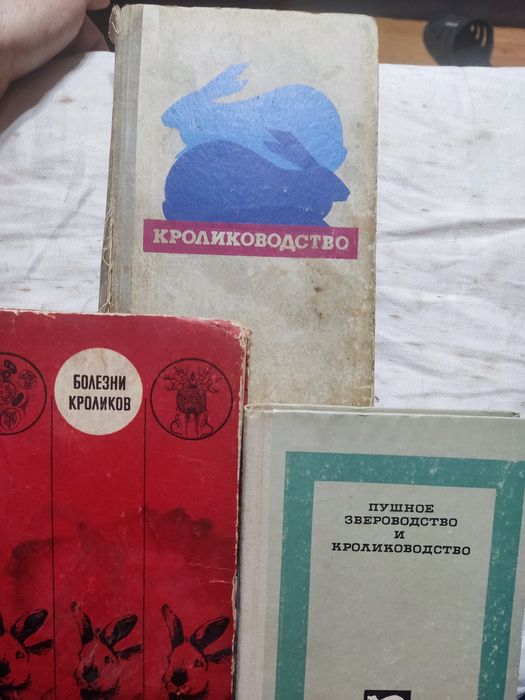 КРОЛИКОВОДСТВО
БОЛЕЗНИ
КРОЛИКОВ
ПУШНОЕ
ЗВЕРОВОДСТВО
И
КРОЛИКОВОДСТВО